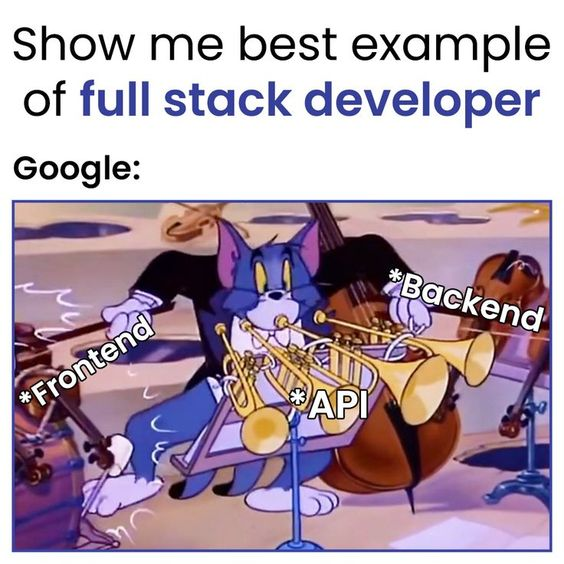 Show me best example
of full stack developer
Google:
*Backend
*Frontend
*API